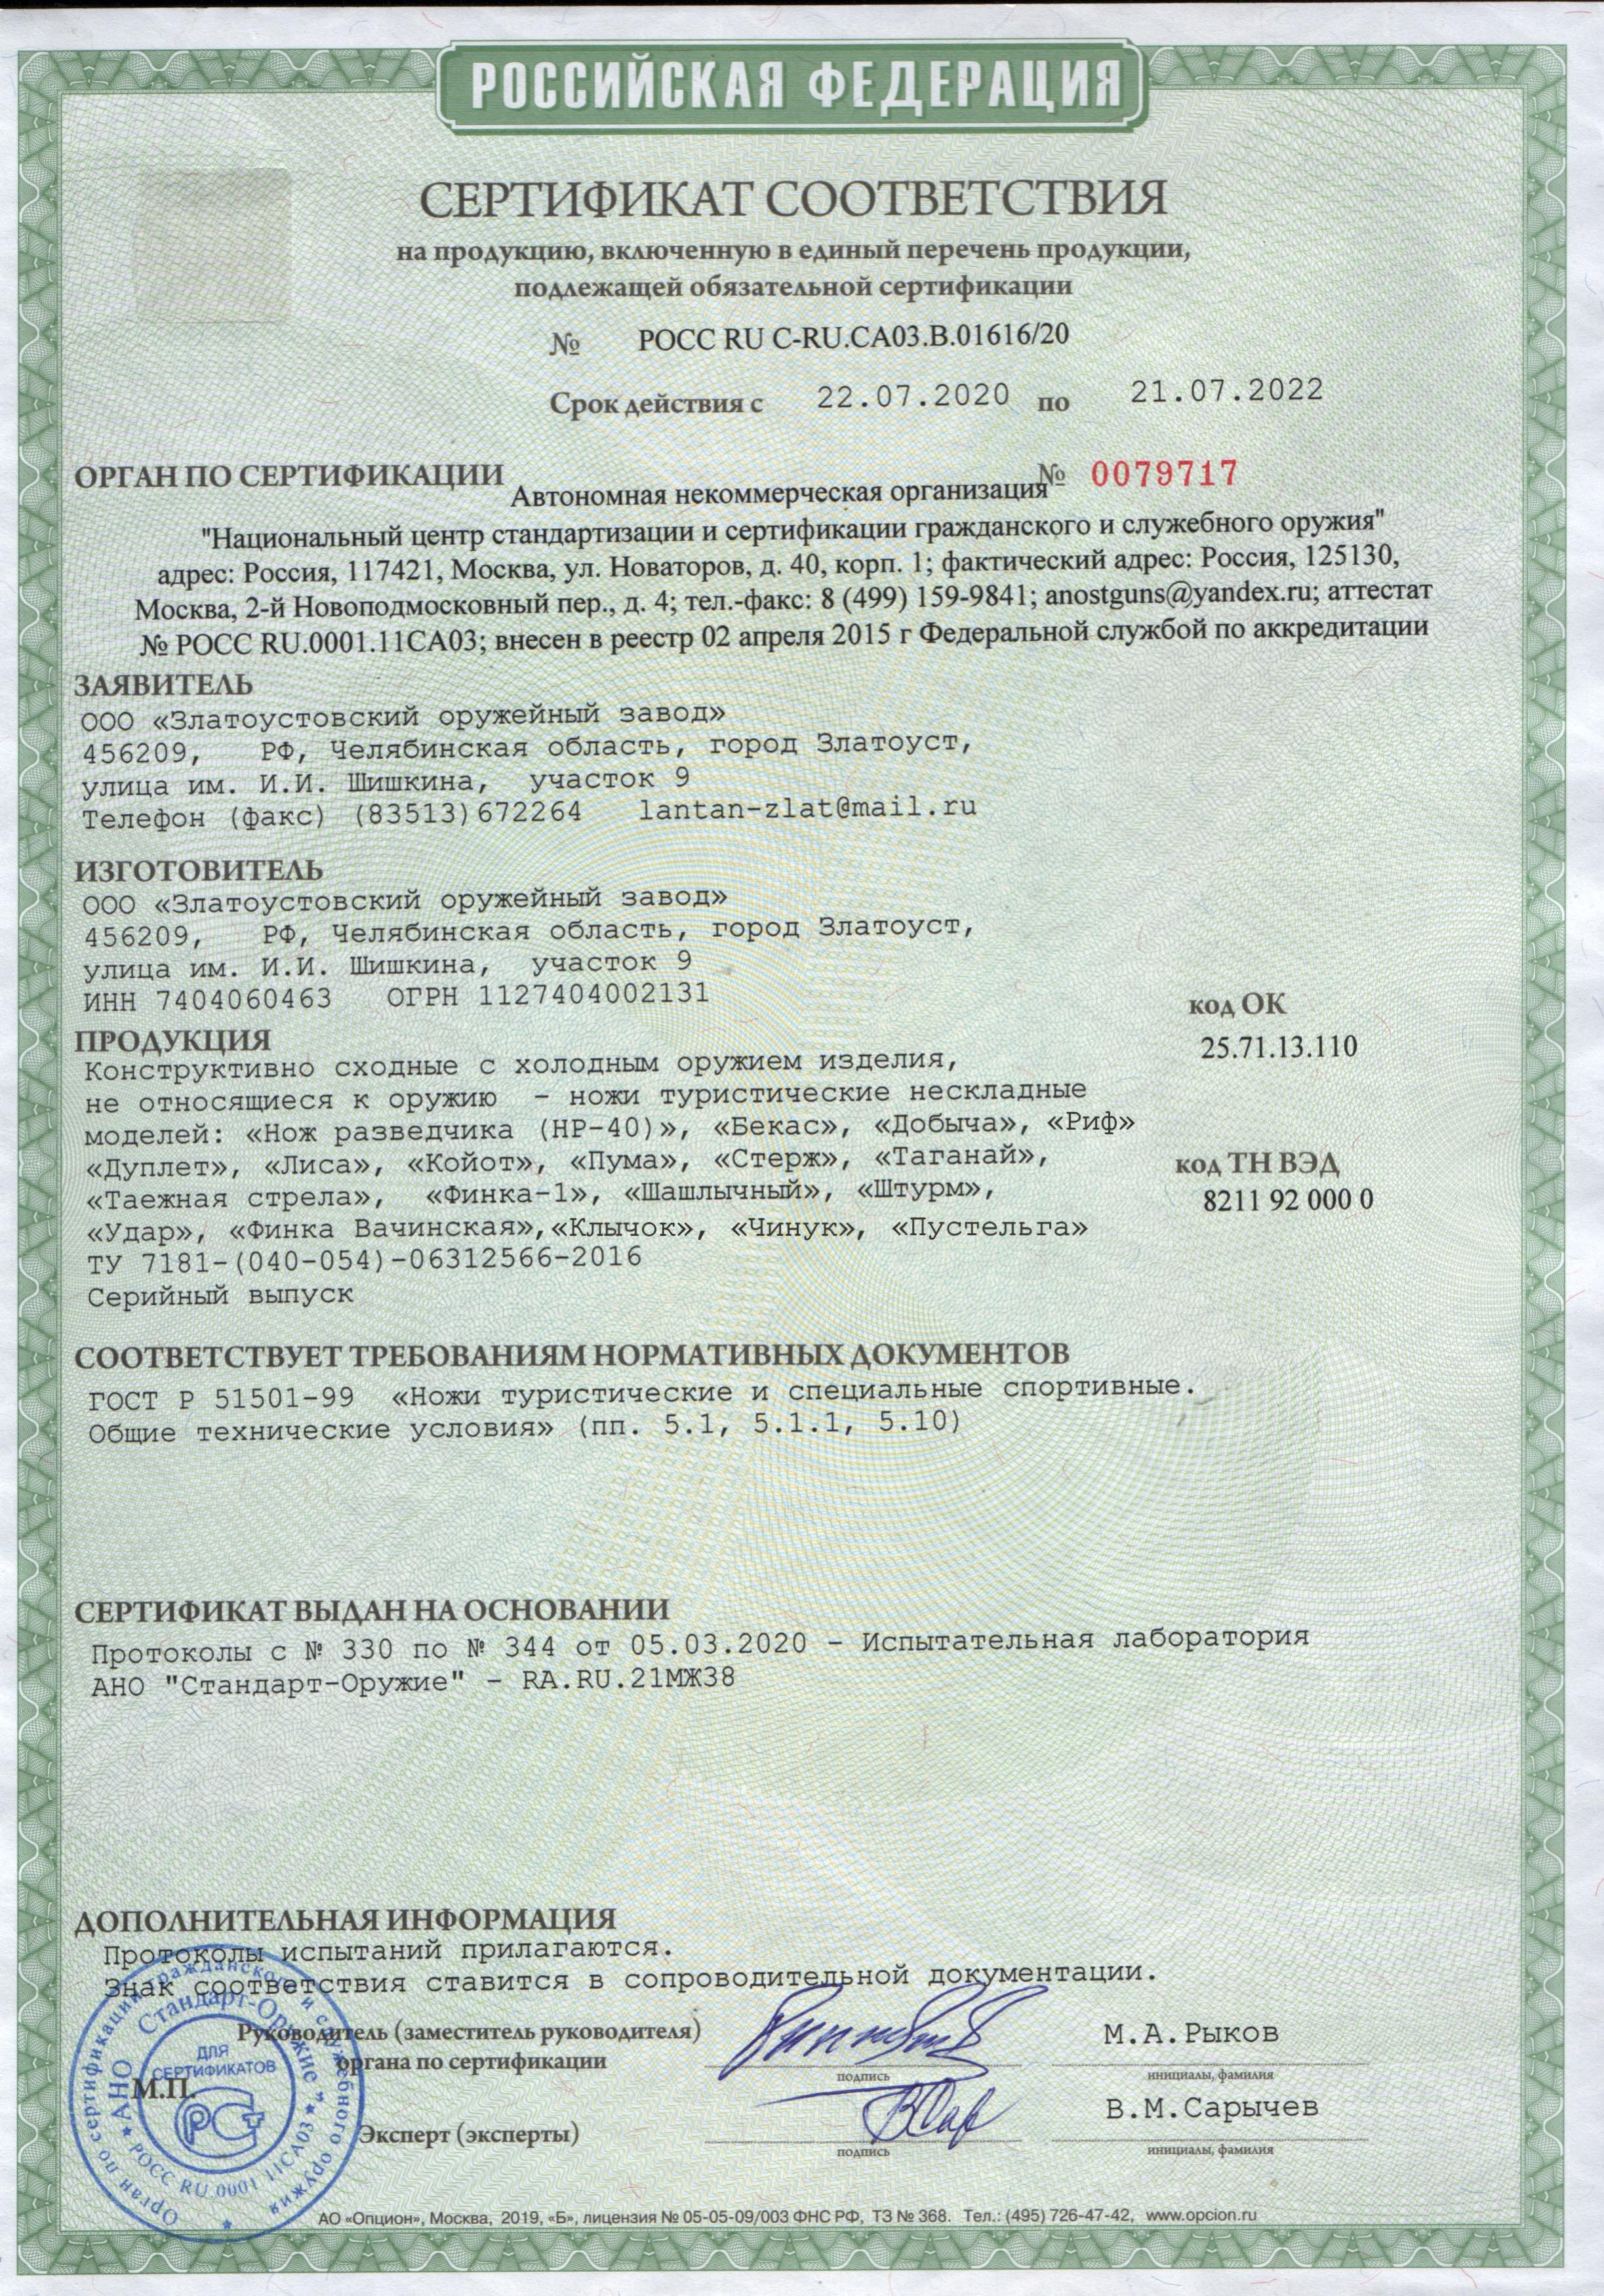 РОССИЙСКАЯ ФЕДЕРАЦИЯ
СЕРТИФИКАТ СООТВЕТСТВИЯ
на продукцию, включенную в единый перечень продукции,
подлежащей обязательной сертификации
№ РОСС RU C-RU.CA03.B.01616/20
Срок действия с 22.07.2020 по 21.07.2022
ОРГАН ПО СЕРТИФИКАЦИИ Автономная некоммерческая организация № 0079717
"Национальный центр стандартизации и сертификации гражданского и служебного оружия"
адрес: Россия, 117421, Москва, ул. Новаторов, д. 40, корп. 1; фактический адрес: Россия, 125130,
Москва, 2-й Новоподмосковный пер., д. 4; тел.-факс: 8 (499) 159-9841; anostguns@yandex.ru; аттестат
№ РОСС RU.0001.11СА03; внесен в реестр 02 апреля 2015 г Федеральной службой по аккредитации
ЗАЯВИТЕЛЬ
ООО «Златоустовский оружейный завод»
456209, РФ, Челябинская область, город Златоуст,
улица им. И.И. Шишкина, участок 9
Телефон (факс) (83513)672264 lantan-zlat@mail.ru
ИЗГОТОВИТЕЛЬ
ООО «Златоустовский оружейный завод»
456209, РФ, Челябинская область, город Златоуст,
улица им. И.И. Шишкина, участок 9
ИНН 7404060463 ОГРН 1127404002131
код ОК
ПРОДУКЦИЯ
25.71.13.110
Конструктивно сходные с холодным оружием изделия,
не относящиеся к оружию - ножи туристические нескладные
моделей: «Нож разведчика (НР-40)», «Бекас», «Добыча», «Риф»
«Дуплет», «Лиса», «Койот», «Пума», «Стерж», «Таганай»,
код ТН ВЭД
«Таежная стрела», «Финка-1», «Шашлычный», «Штурм»,
8211 92 000 0
«Удар», «Финка Вачинская»,«Клычок», «Чинук», «Пустельга»
ТУ 7181-(040-054)-06312566-2016
Серийный выпуск
СООТВЕТСТВУЕТ ТРЕБОВАНИЯМ НОРМАТИВНЫХ ДОКУМЕНТОВ
ГОСТ Р 51501-99 «Ножи туристические и специальные спортивные.
Общие технические условия» (пп. 5.1, 5.1.1, 5.10)
СЕРТИФИКАТ ВЫДАН НА ОСНОВАНИИ
Протоколы с № 330 по № 344 от 05.03.2020 - Испытательная лаборатория
АНО "Стандарт-Оружие" - RA.RU.21МЖ38
ДОПОЛНИТЕЛЬНАЯ ИНФОРМАЦИЯ
Протоколы испытаний прилагаются.
Знак соответствия ставится в сопроводительной документации.
Руководитель (заместитель руководителя)
органа по сертификации
М.А.Рыков
подпись
инициалы, фамилия
М.П.
Эксперт (эксперты)
В.М.Сарычев
подпись
инициалы, фамилия
Орган по сертификации гражданского и служебного оружия
АНО Стандарт-Оружие
РОСС RU.0001 11СА03
ДЛЯ
СЕРТИФИКАТОВ
АО «Опцион», Москва, 2019, «Б», лицензия № 05-05-09/003 ФНС РФ, ТЗ № 368. Тел.: (495) 726-47-42, www.opcion.ru